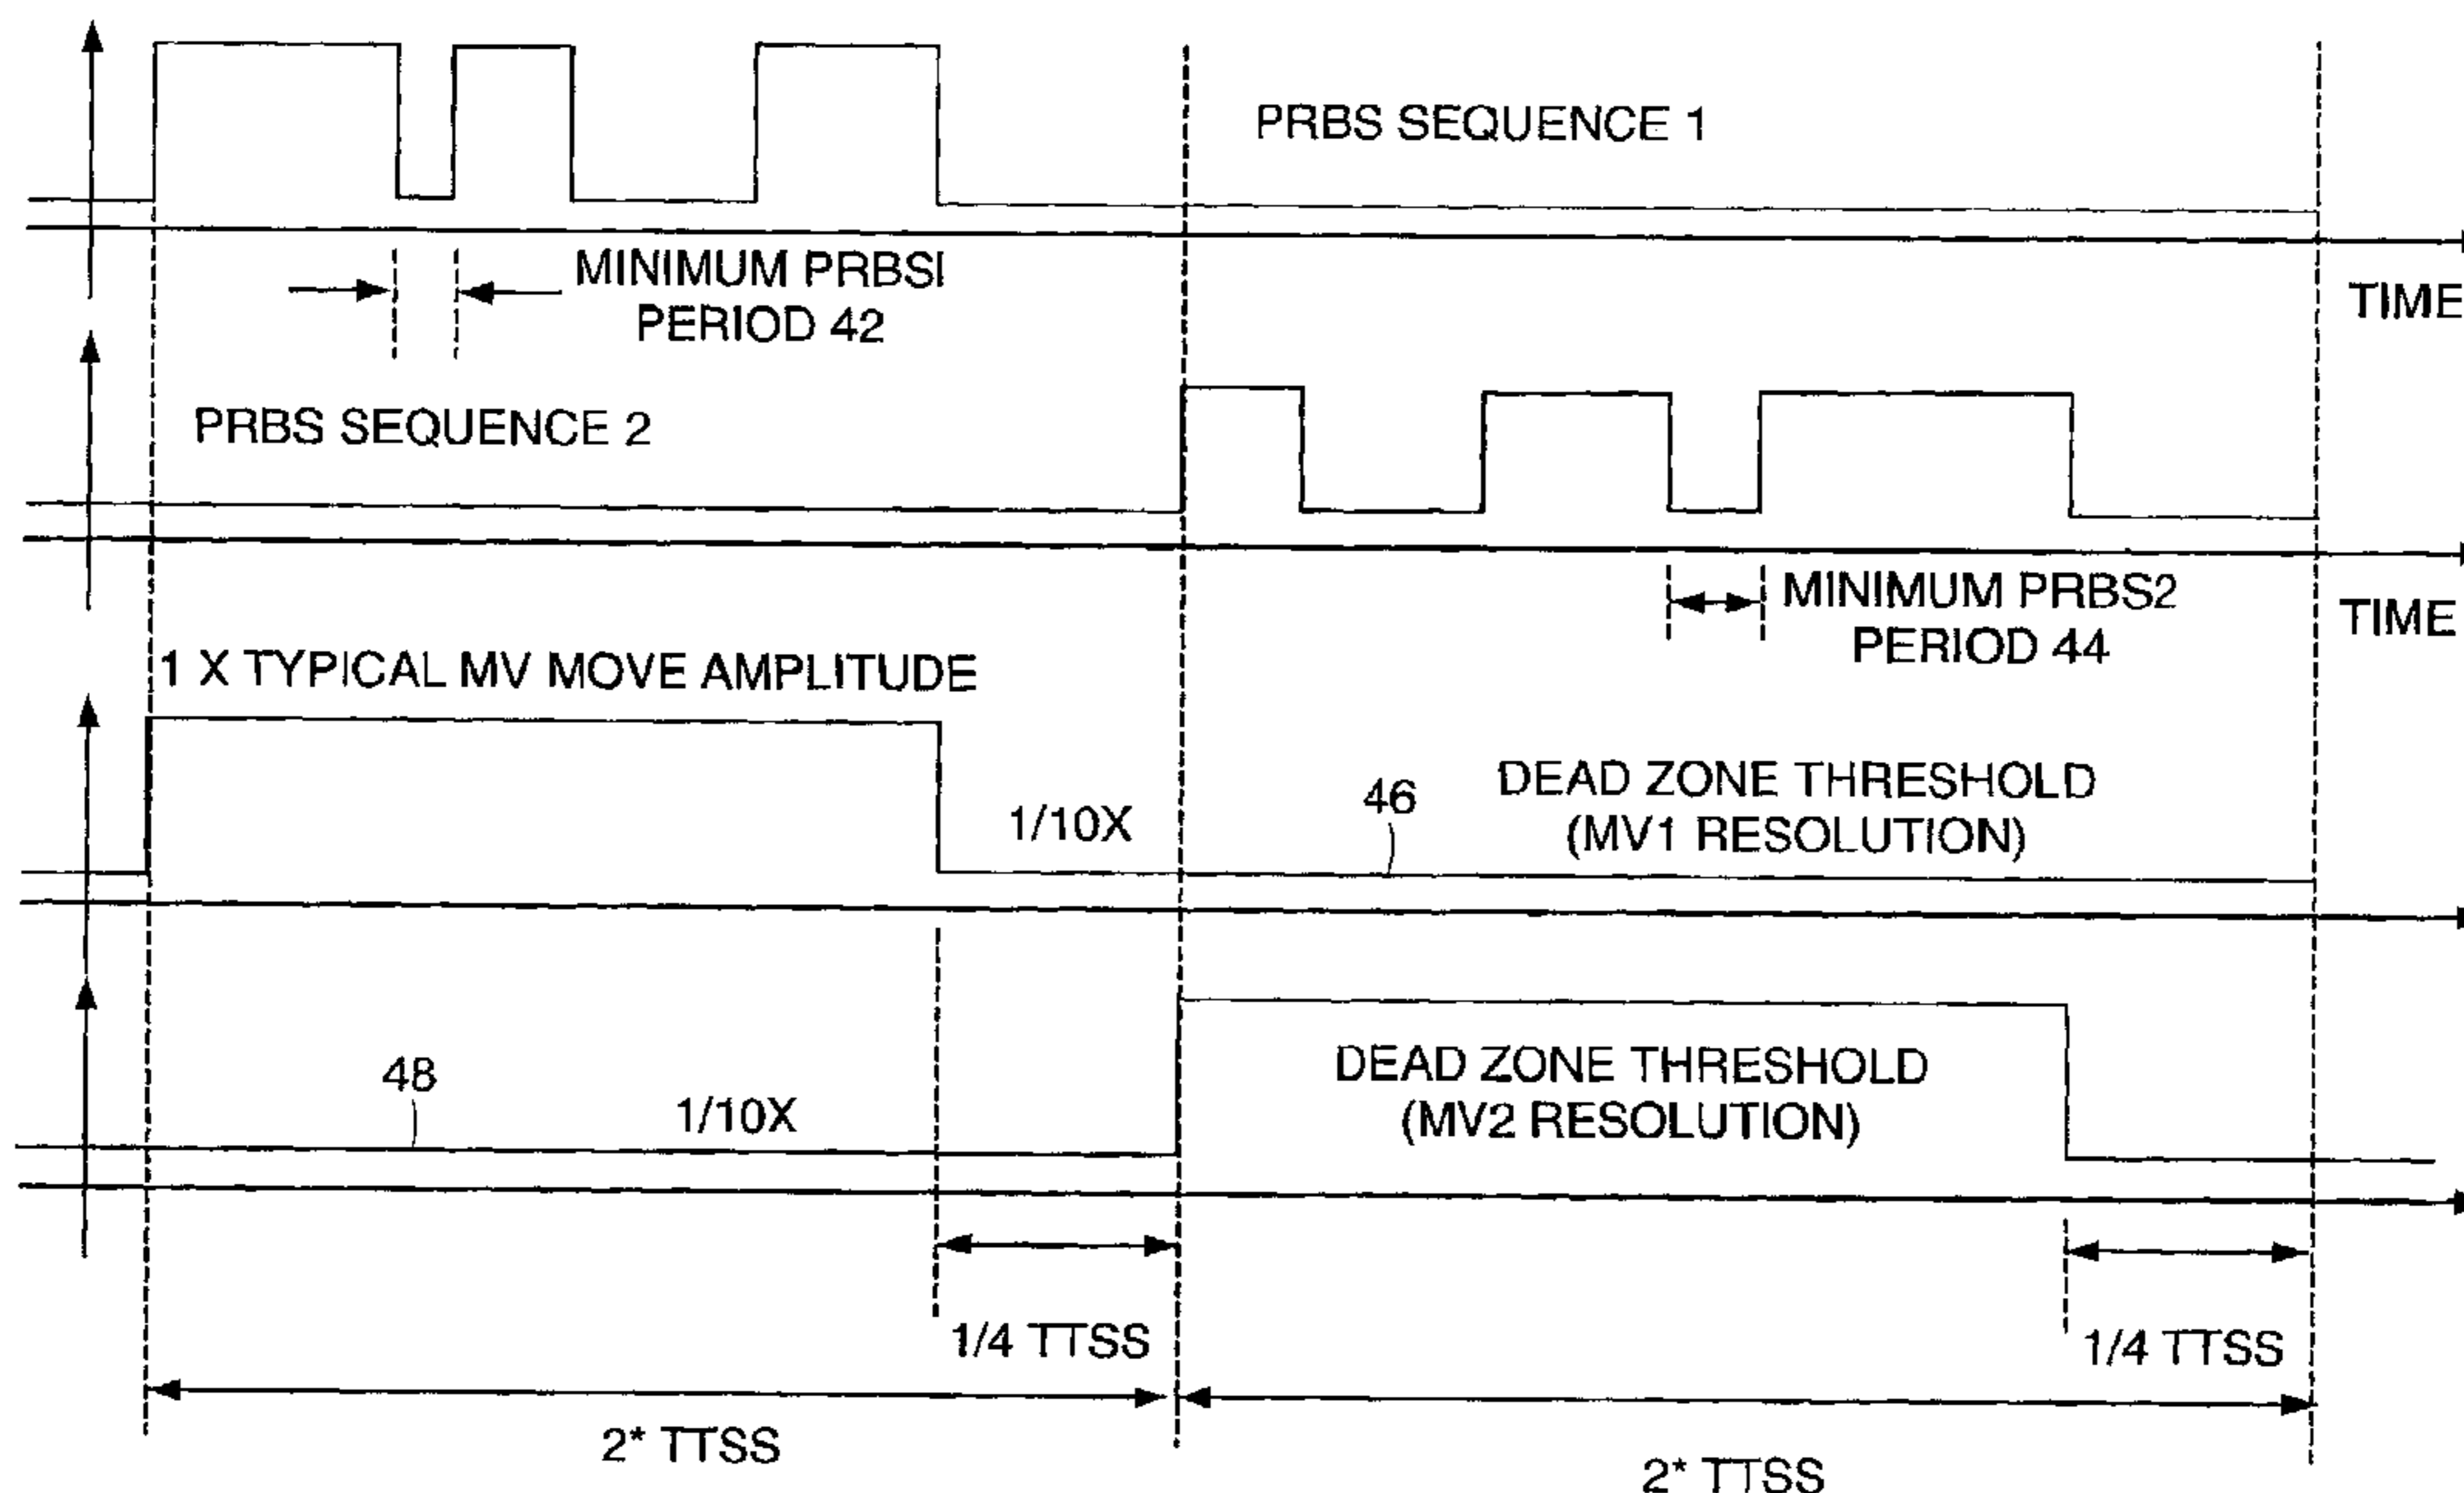 PRBS SEQUENCE 1
MINIMUM PRBSI
PERIOD 42
TIME
PRBS SEQUENCE 2
MINIMUM PRBS2
PERIOD 44
TIME
1 X TYPICAL MV MOVE AMPLITUDE
1/10X
46
DEAD ZONE THRESHOLD
(MV1 RESOLUTION)
48
1/10X
DEAD ZONE THRESHOLD
(MV2 RESOLUTION)
1/4 TTSS
1/4 TTSS
2* TTSS
2* TTSS